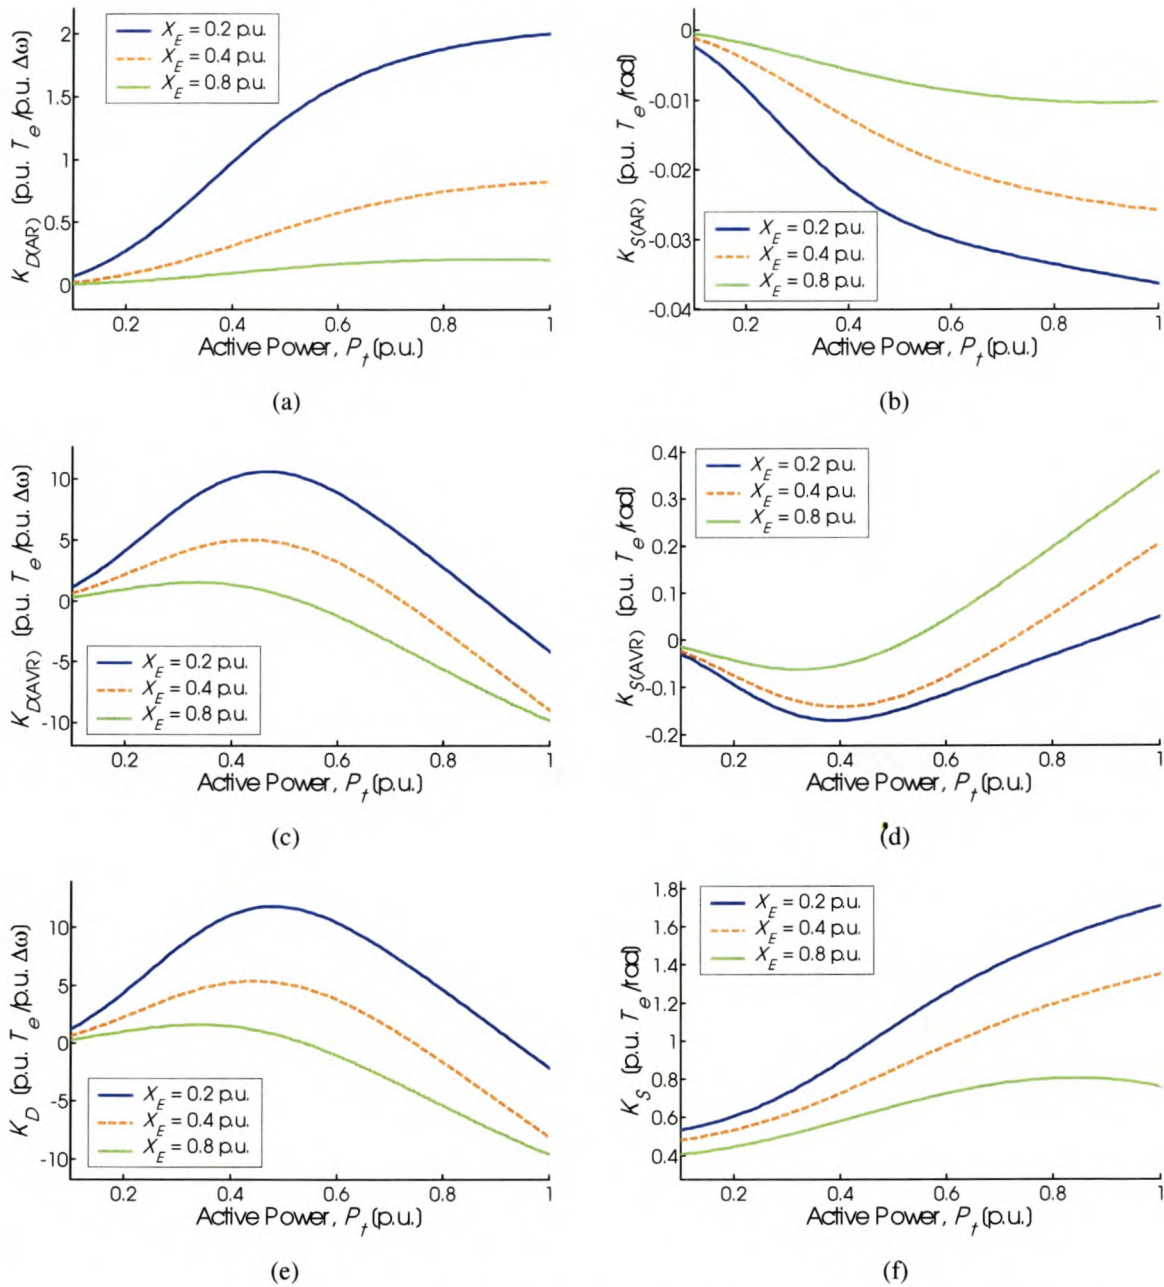 X_E = 0.2 p.u.
X_E = 0.4 p.u.
X_E = 0.8 p.u.
K_D(AR) (p.u. T_e/p.u. Δω)
2
1.5
1
0.5
0
0.2 0.4 0.6 0.8 1
Active Power, P_t (p.u.)
(a)
K_S(AR) (p.u. T_e/rad)
0
-0.01
-0.02
-0.03
-0.04
X_E = 0.2 p.u.
X_E = 0.4 p.u.
X_E = 0.8 p.u.
0.2 0.4 0.6 0.8 1
Active Power, P_t (p.u.)
(b)
K_D(AVR) (p.u. T_e/p.u. Δω)
10
5
0
-5
-10
X_E = 0.2 p.u.
X_E = 0.4 p.u.
X_E = 0.8 p.u.
0.2 0.4 0.6 0.8 1
Active Power, P_t (p.u.)
(c)
K_S(AVR) (p.u. T_e/rad)
0.4
0.3
0.2
0.1
0
-0.1
-0.2
X_E = 0.2 p.u.
X_E = 0.4 p.u.
X_E = 0.8 p.u.
0.2 0.4 0.6 0.8 1
Active Power, P_t (p.u.)
(d)
K_D (p.u. T_e/p.u. Δω)
10
5
0
-5
-10
X_E = 0.2 p.u.
X_E = 0.4 p.u.
X_E = 0.8 p.u.
0.2 0.4 0.6 0.8 1
Active Power, P_t (p.u.)
(e)
K_S (p.u. T_e/rad)
1.8
1.6
1.4
1.2
1
0.8
0.6
0.4
X_E = 0.2 p.u.
X_E = 0.4 p.u.
X_E = 0.8 p.u.
0.2 0.4 0.6 0.8 1
Active Power, P_t (p.u.)
(f)